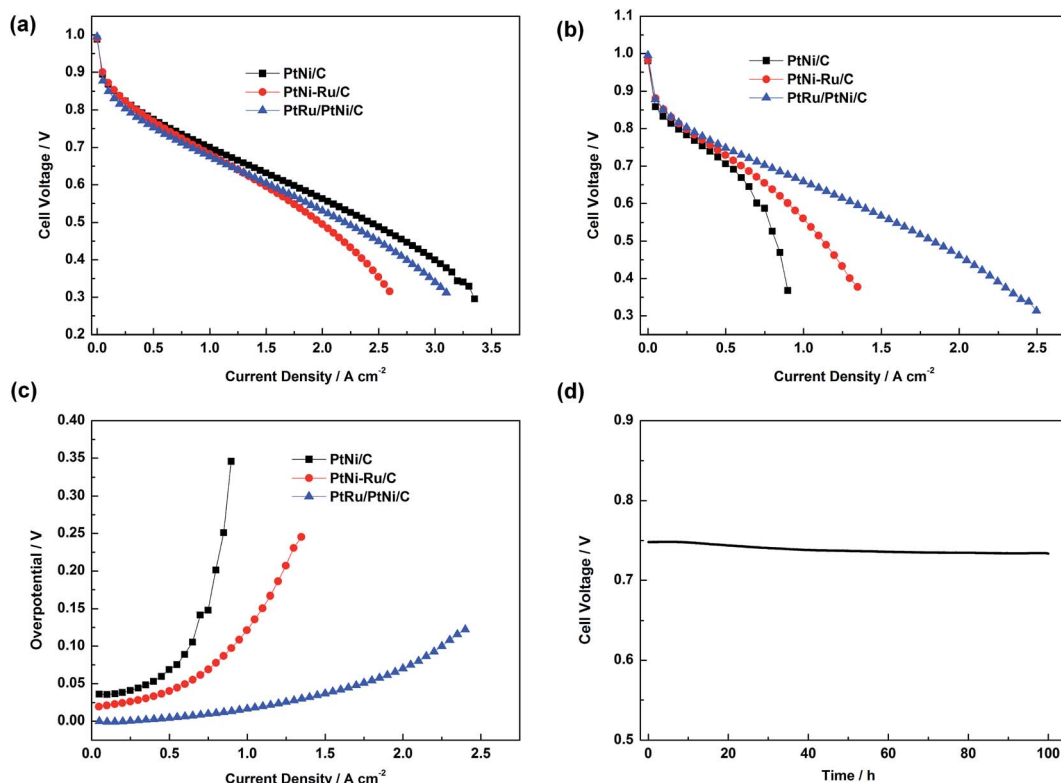 (a)
1.0
0.9
0.8
0.7
0.6
0.5
0.4
0.3
0.2
Cell Voltage / V
PtNi/C
PtNi-Ru/C
PtRu/PtNi/C
0.0 0.5 1.0 1.5 2.0 2.5 3.0 3.5
Current Density / A cm-2
(b)
1.1
1.0
0.9
0.8
0.7
0.6
0.5
0.4
0.3
Cell Voltage / V
PtNi/C
PtNi-Ru/C
PtRu/PtNi/C
0.0 0.5 1.0 1.5 2.0 2.5
Current Density / A cm-2
(c)
0.40
0.35
0.30
0.25
0.20
0.15
0.10
0.05
0.00
Overpotential / V
PtNi/C
PtNi-Ru/C
PtRu/PtNi/C
0.0 0.5 1.0 1.5 2.0 2.5
Current Density / A cm-2
(d)
0.9
0.8
0.7
0.6
0.5
Cell Voltage / V
0 20 40 60 80 100
Time / h